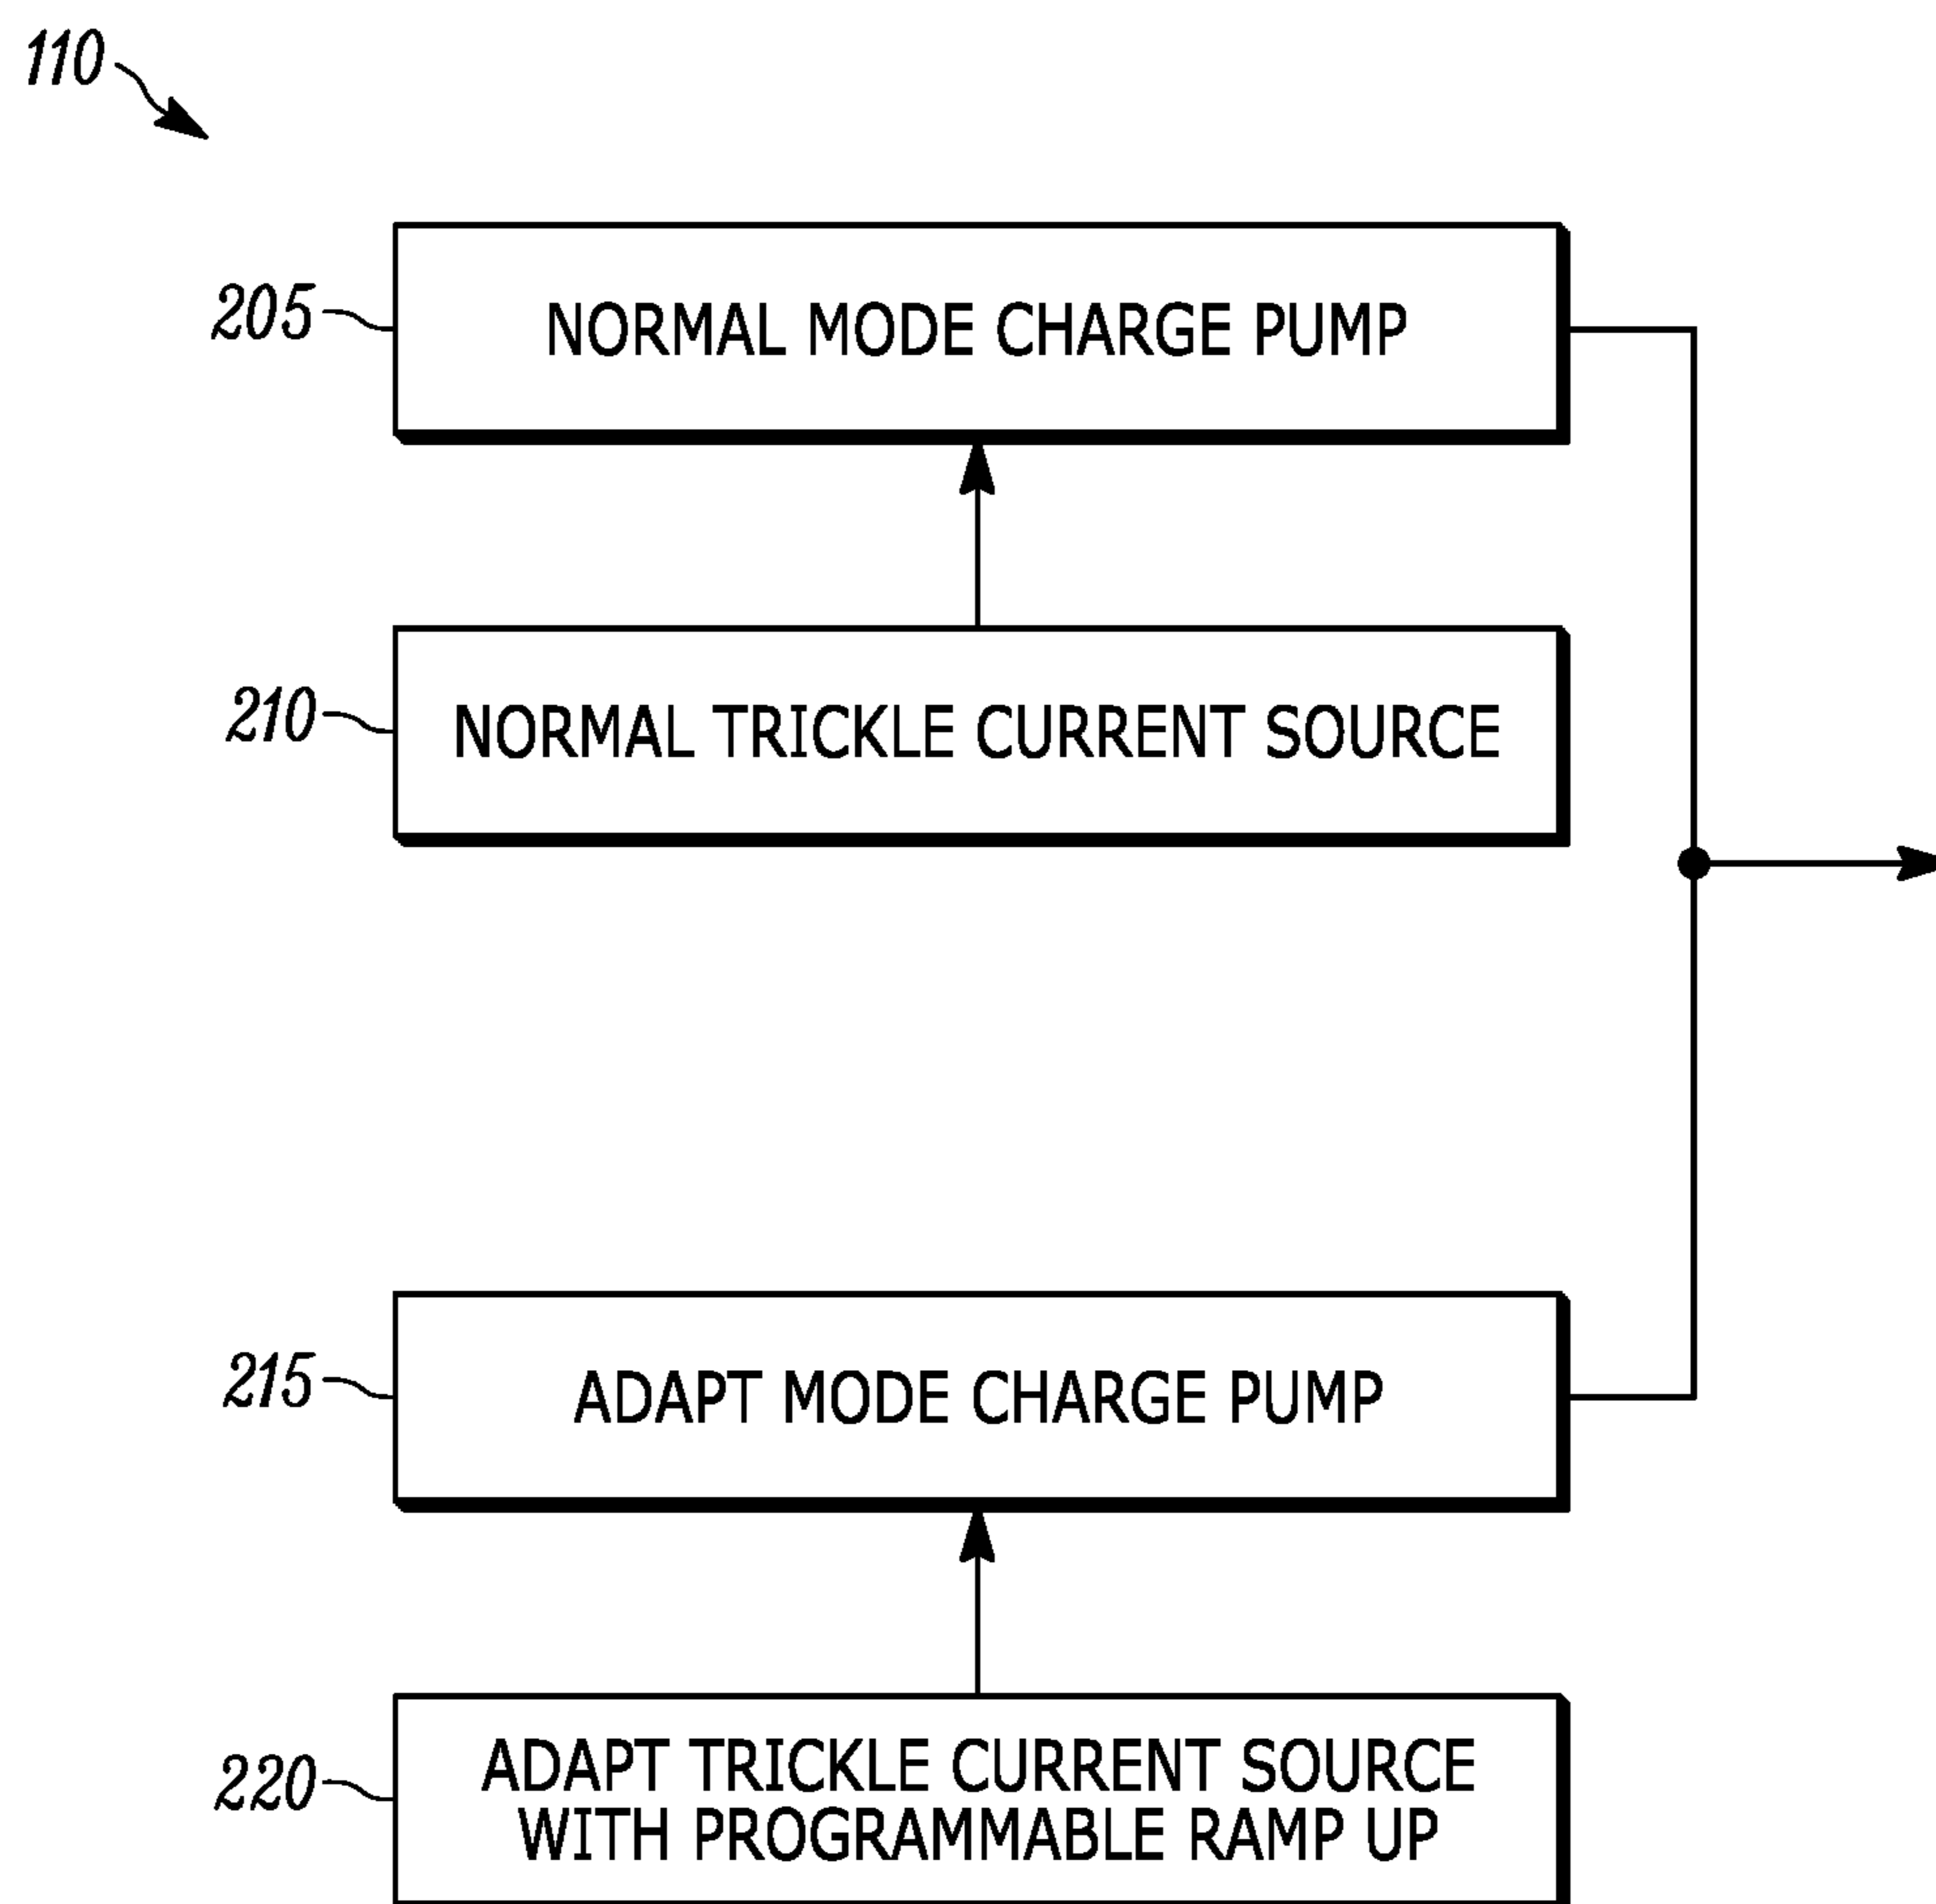 110
205
NORMAL MODE CHARGE PUMP
210
NORMAL TRICKLE CURRENT SOURCE
215
ADAPT MODE CHARGE PUMP
220
ADAPT TRICKLE CURRENT SOURCE
WITH PROGRAMMABLE RAMP UP